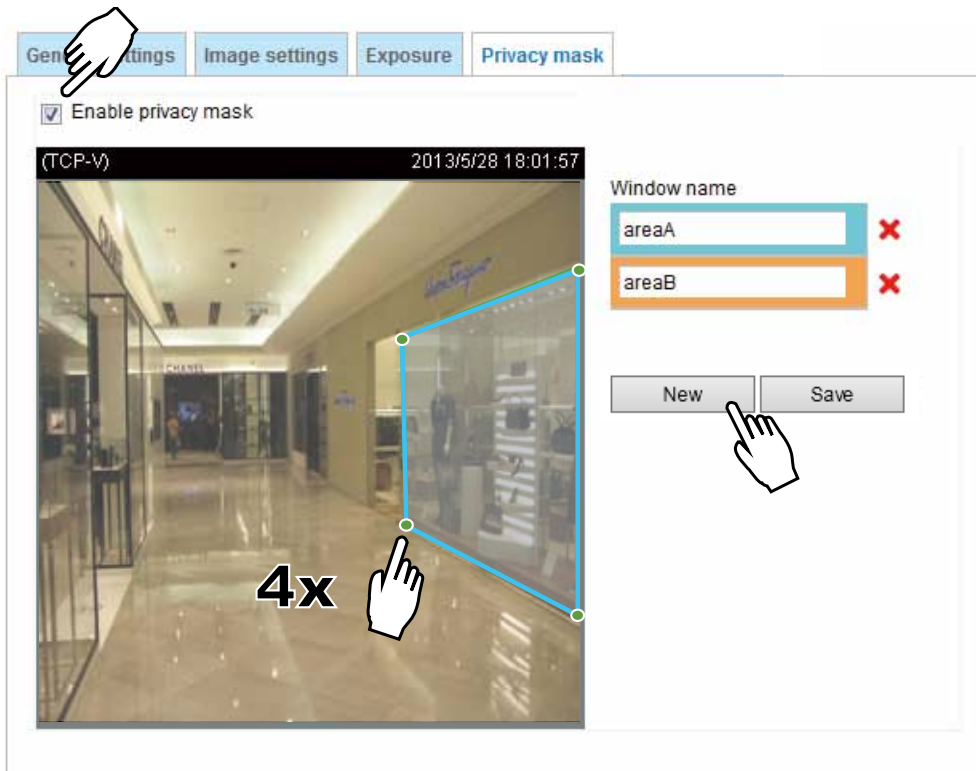 General settings Image settings Exposure Privacy mask
Enable privacy mask
(TCP-V) 2013/5/28 18:01:57
Window name
areaA
areaB
CHANEL
New Save
4x